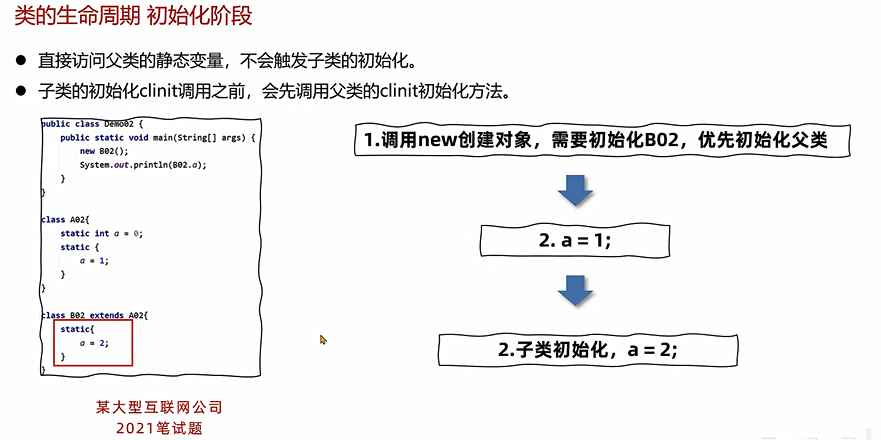 类的生命周期 初始化阶段
● 直接访问父类的静态变量，不会触发子类的初始化。
● 子类的初始化clinit调用之前，会先调用父类的clinit初始化方法。
public class Demo02 {
public static void main(String[] args) {
new B02();
System.out.println(B02.a);
}
}
class A02{
static int a = 0;
static {
a = 1;
}
}
class B02 extends A02{
static{
a = 2;
}
}
某大型互联网公司
2021笔试题
1.调用new创建对象，需要初始化B02，优先初始化父类
2. a = 1;
2.子类初始化，a = 2;